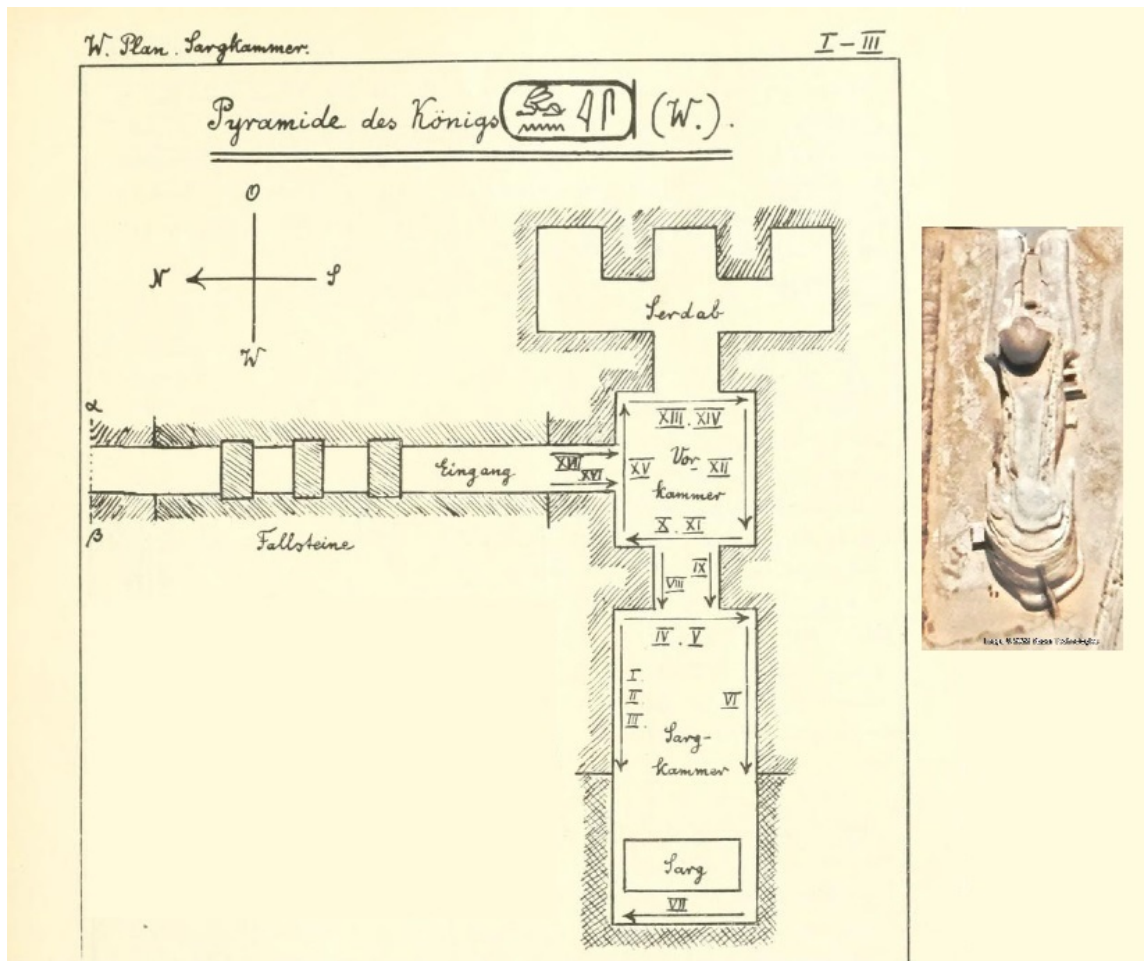 W. Plan. Sargkammer.
I – III
Pyramide des Königs 𓃹𓈖𓇋𓋴 (W.).
O
N
S
W
Serdab
α
XIII . XIV
Eingang
XVII
XVI
XV
Vor-
kammer
XII
β
Fallsteine
X . XI
VIII
IX
IV . V
I.
II
III.
VI
Sarg-
kammer
Sarg
VII